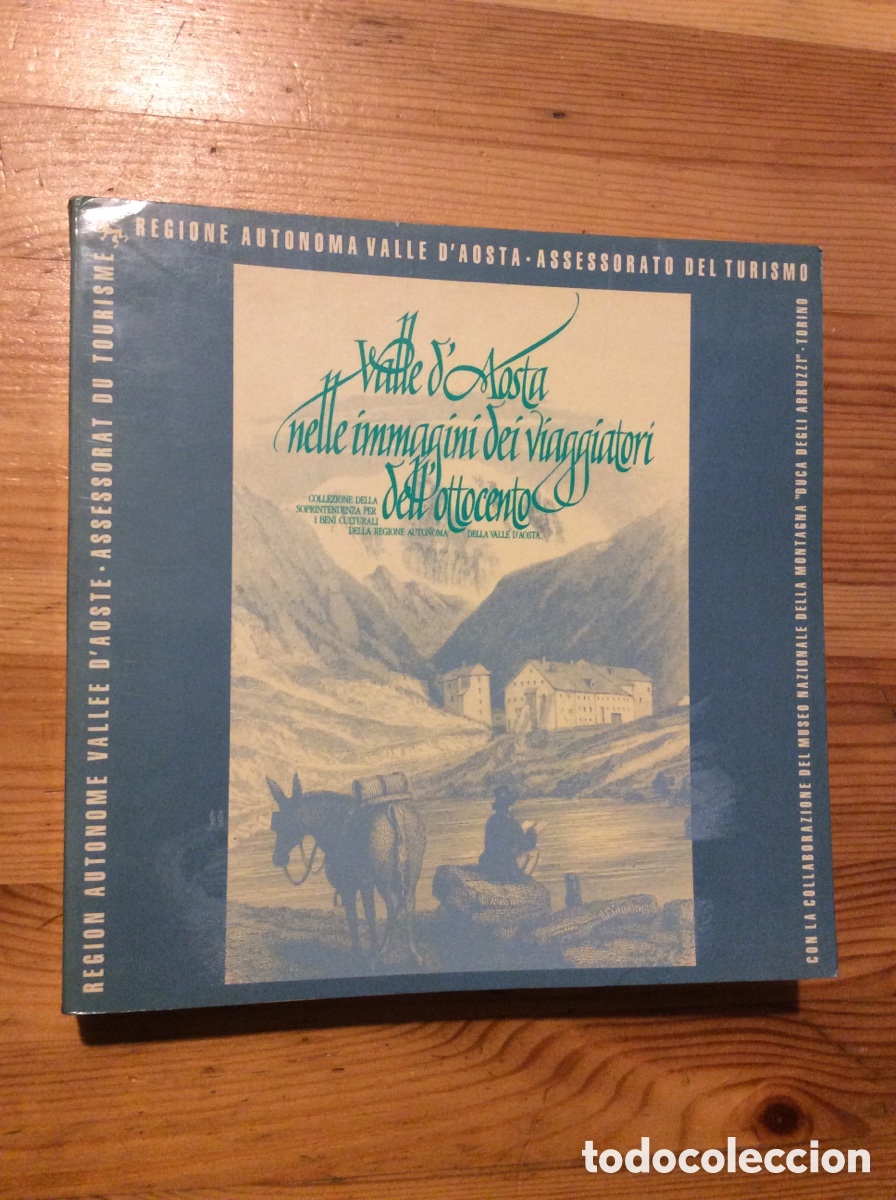 REGIONE AUTONOMA VALLE D'AOSTA · ASSESSORATO DEL TURISMO
REGION AUTONOME VALLEE D'AOSTE · ASSESSORAT DU TOURISME
CON LA COLLABORAZIONE DEL MUSEO NAZIONALE DELLA MONTAGNA "DUCA DEGLI ABRUZZI" · TORINO
Valle d'Aosta
nelle immagini dei viaggiatori
dell'ottocento
COLLEZIONE DELLA
SOPRINTENDENZA PER
I BENI CULTURALI
DELLA REGIONE AUTONOMA DELLA VALLE D'AOSTA
todocoleccion.net